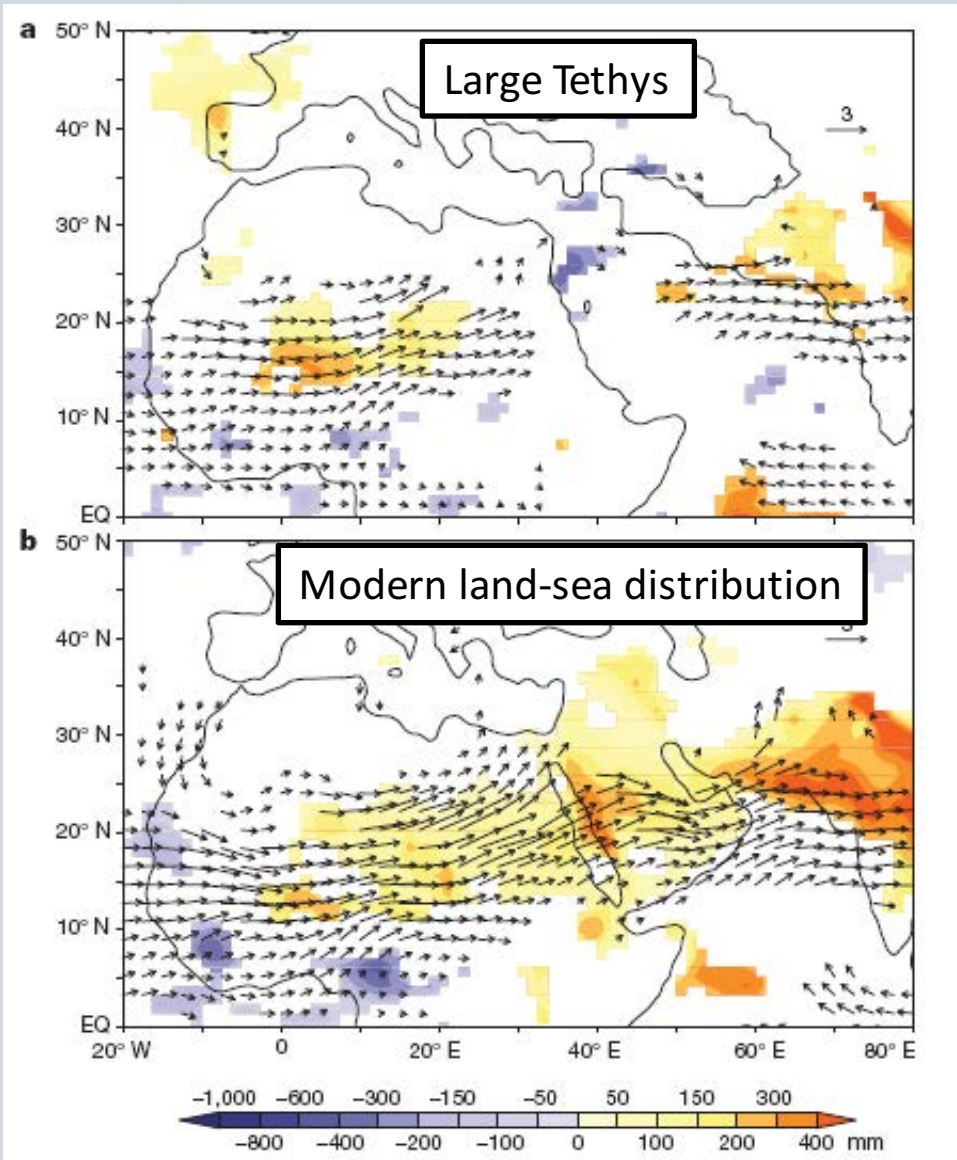 a
50° N
Large Tethys
3
40° N
30° N
20° N
10° N
EQ
b
50° N
Modern land-sea distribution
40° N
30° N
20° N
10° N
EQ
20° W 0 20° E 40° E 60° E 80° E
−1,000 −600 −300 −150 −50 50 150 300
−800 −400 −200 −100 0 100 200 400 mm